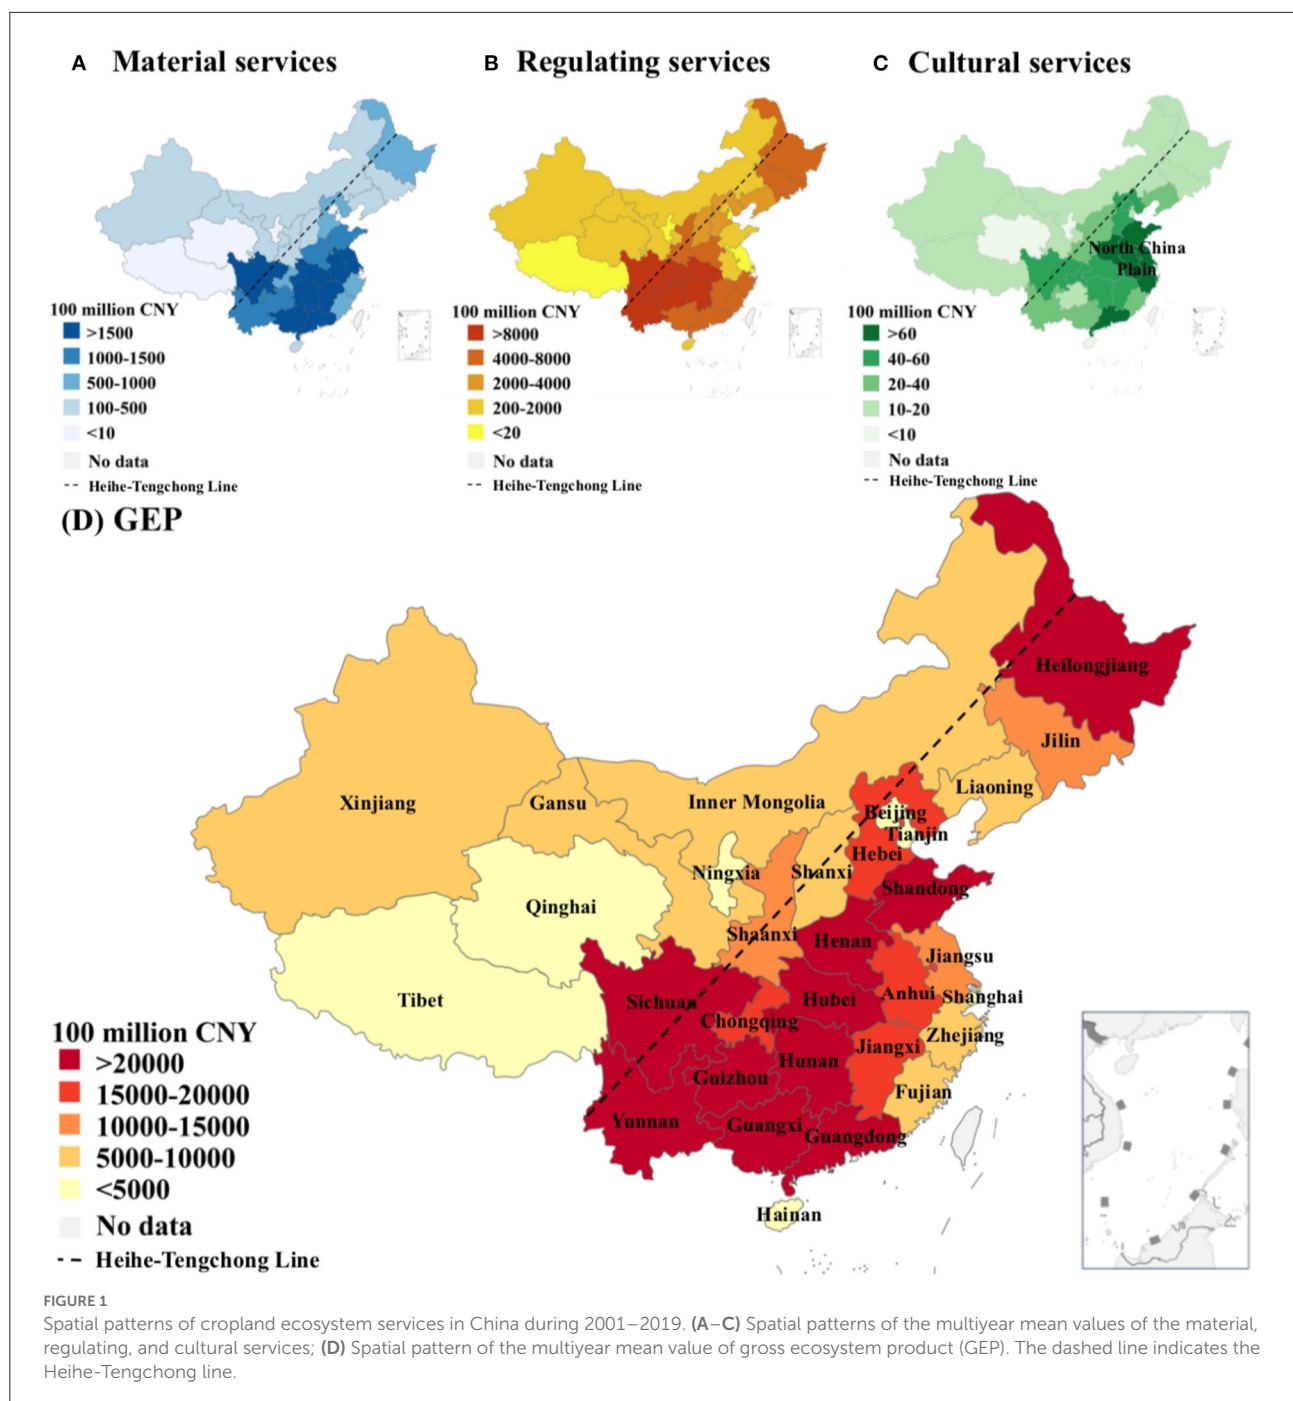 A Material services
B Regulating services
C Cultural services
North China
Plain
100 million CNY
>1500
1000-1500
500-1000
100-500
<10
No data
Heihe-Tengchong Line
100 million CNY
>8000
4000-8000
2000-4000
200-2000
<20
No data
Heihe-Tengchong Line
100 million CNY
>60
40-60
20-40
10-20
<10
No data
Heihe-Tengchong Line
(D) GEP
Heilongjiang
Jilin
Liaoning
Xinjiang
Gansu
Inner Mongolia
Beijing
Tianjin
Hebei
Ningxia
Shanxi
Shandong
Qinghai
Shaanxi
Henan
Jiangsu
Tibet
Sichuan
Hubei
Anhui
Shanghai
Chongqing
Zhejiang
Hunan
Jiangxi
Guizhou
Fujian
Yunnan
Guangxi
Guangdong
Hainan
100 million CNY
>20000
15000-20000
10000-15000
5000-10000
<5000
No data
Heihe-Tengchong Line
FIGURE 1
Spatial patterns of cropland ecosystem services in China during 2001–2019. (A–C) Spatial patterns of the multiyear mean values of the material,
regulating, and cultural services; (D) Spatial pattern of the multiyear mean value of gross ecosystem product (GEP). The dashed line indicates the
Heihe-Tengchong line.